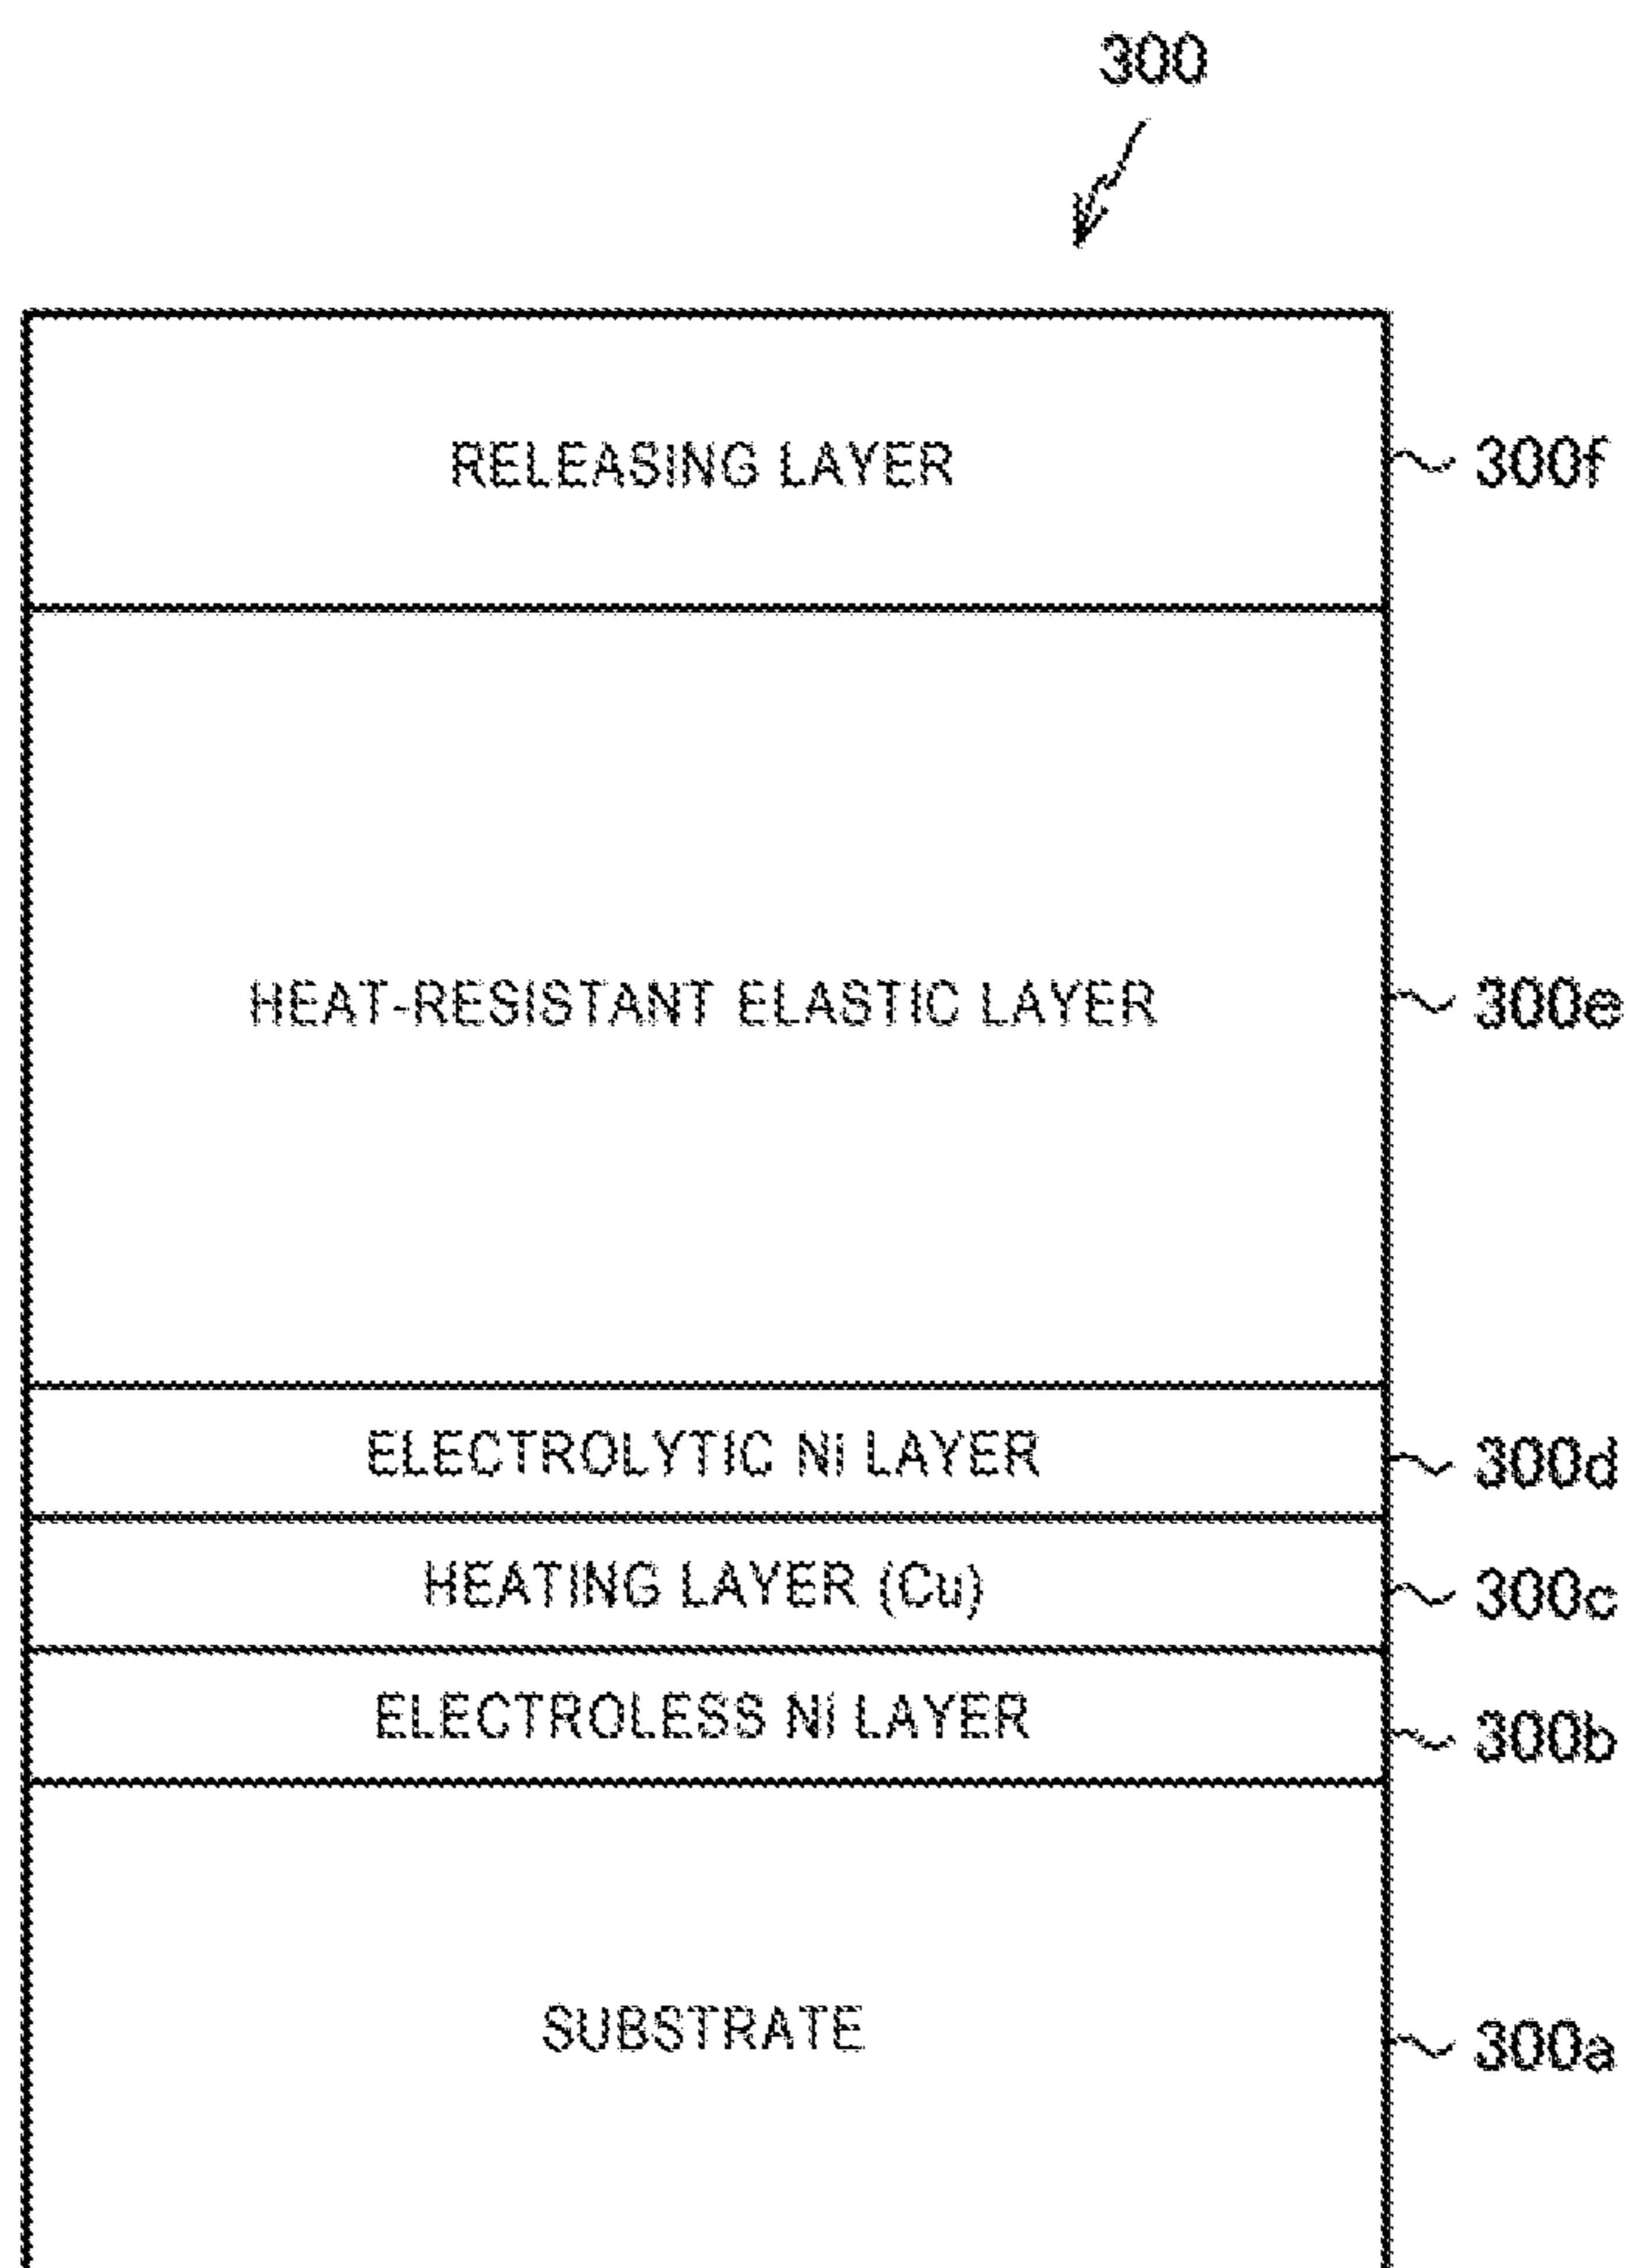 300
RELEASING LAYER
300f
HEAT-RESISTANT ELASTIC LAYER
300e
ELECTROLYTIC Ni LAYER
300d
HEATING LAYER (Cu)
300c
ELECTROLESS Ni LAYER
300b
SUBSTRATE
300a